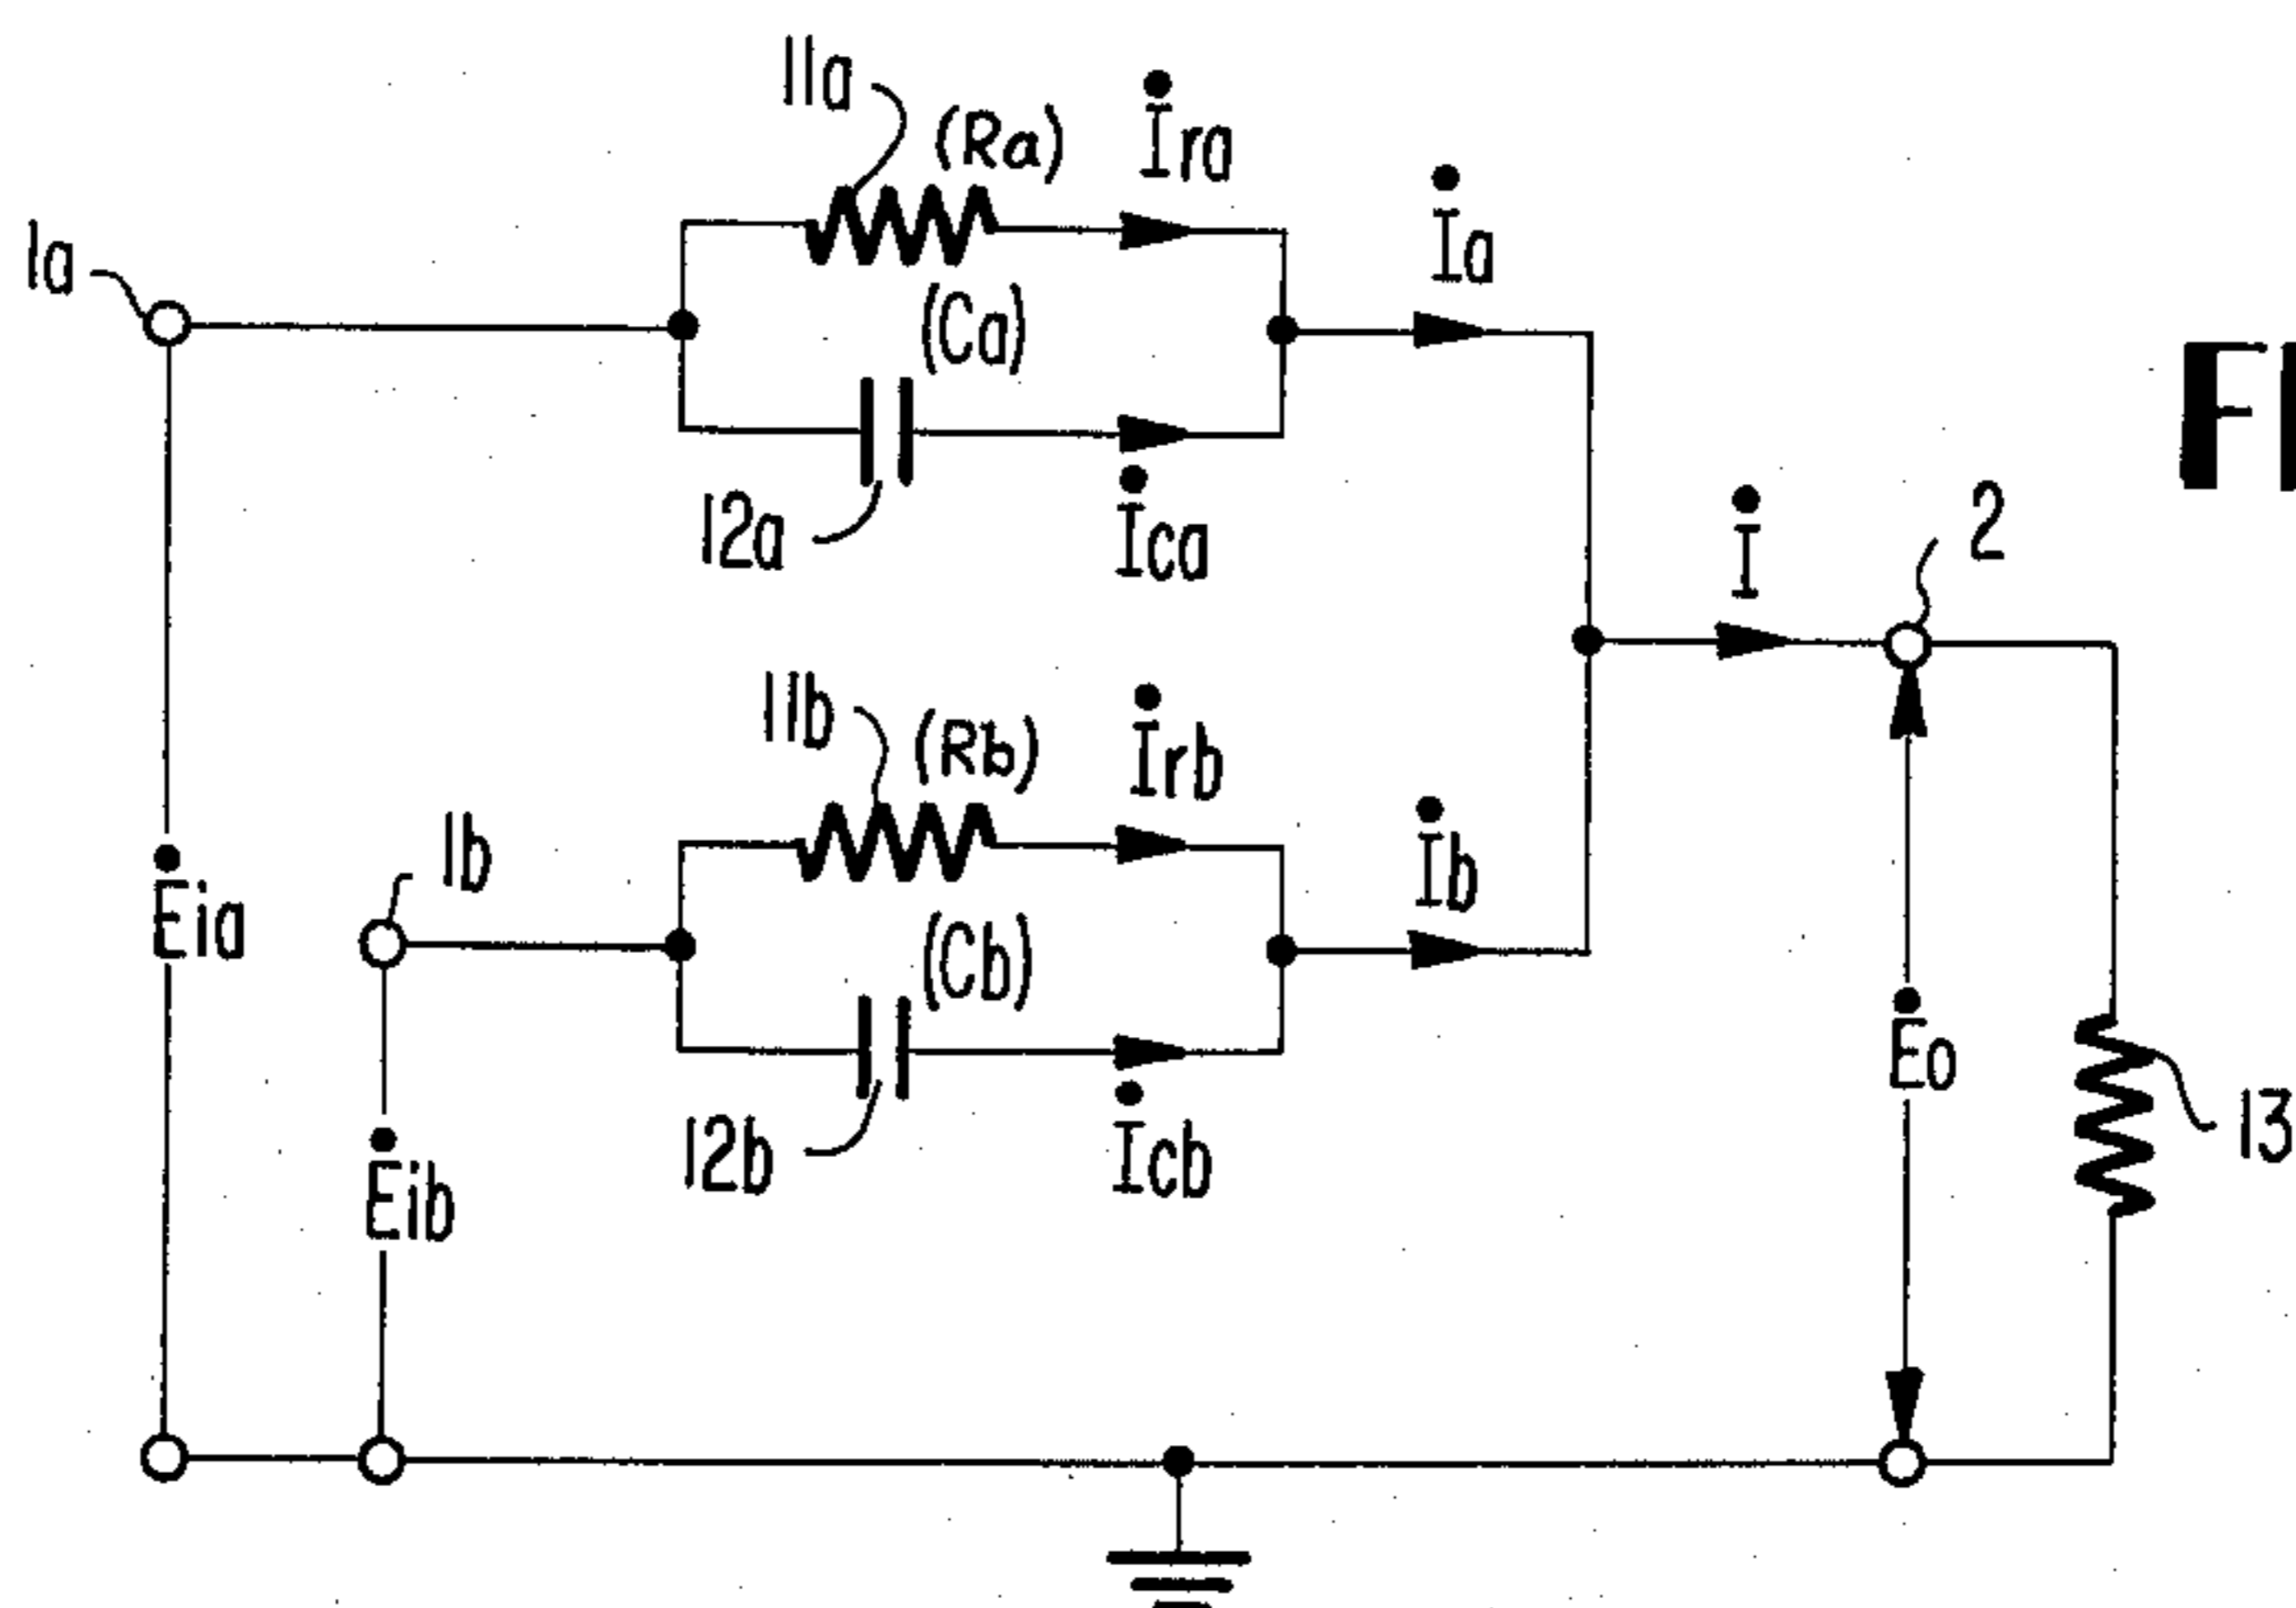 11a
(Ra)
İra
İa
1a
(Ca)
12a
İca
İ
2
11b
(Rb)
İrb
İb
1b
(Cb)
12b
İcb
Ėia
Ėib
Ėo
13